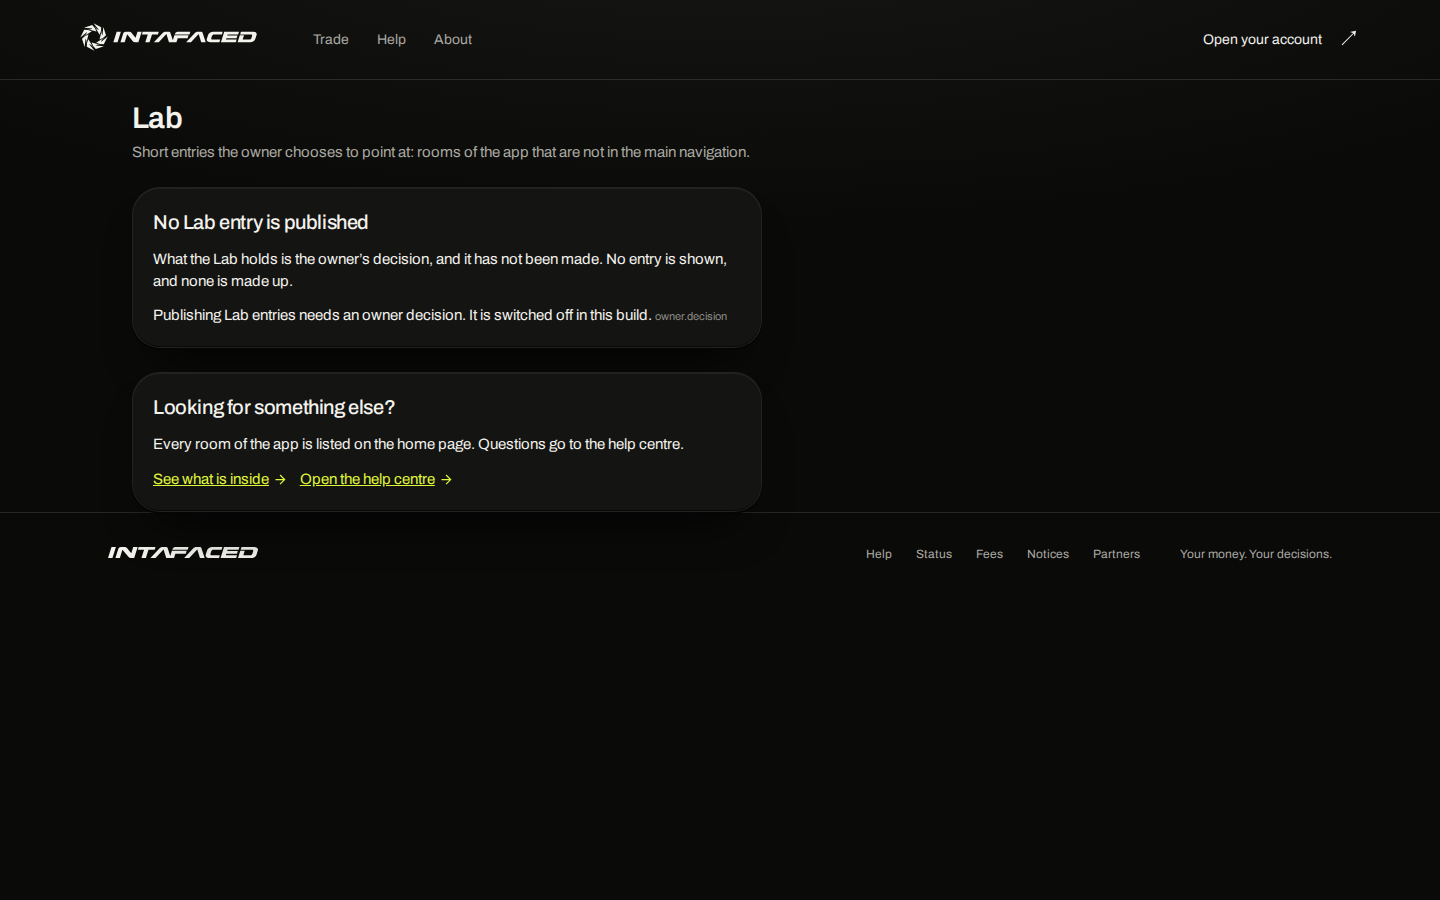 INTAFACED
Trade Help About
Open your account
Lab
Short entries the owner chooses to point at: rooms of the app that are not in the main navigation.
No Lab entry is published
What the Lab holds is the owner’s decision, and it has not been made. No entry is shown,
and none is made up.
Publishing Lab entries needs an owner decision. It is switched off in this build. owner.decision
Looking for something else?
Every room of the app is listed on the home page. Questions go to the help centre.
See what is inside → Open the help centre →
INTAFACED
Help Status Fees Notices Partners Your money. Your decisions.